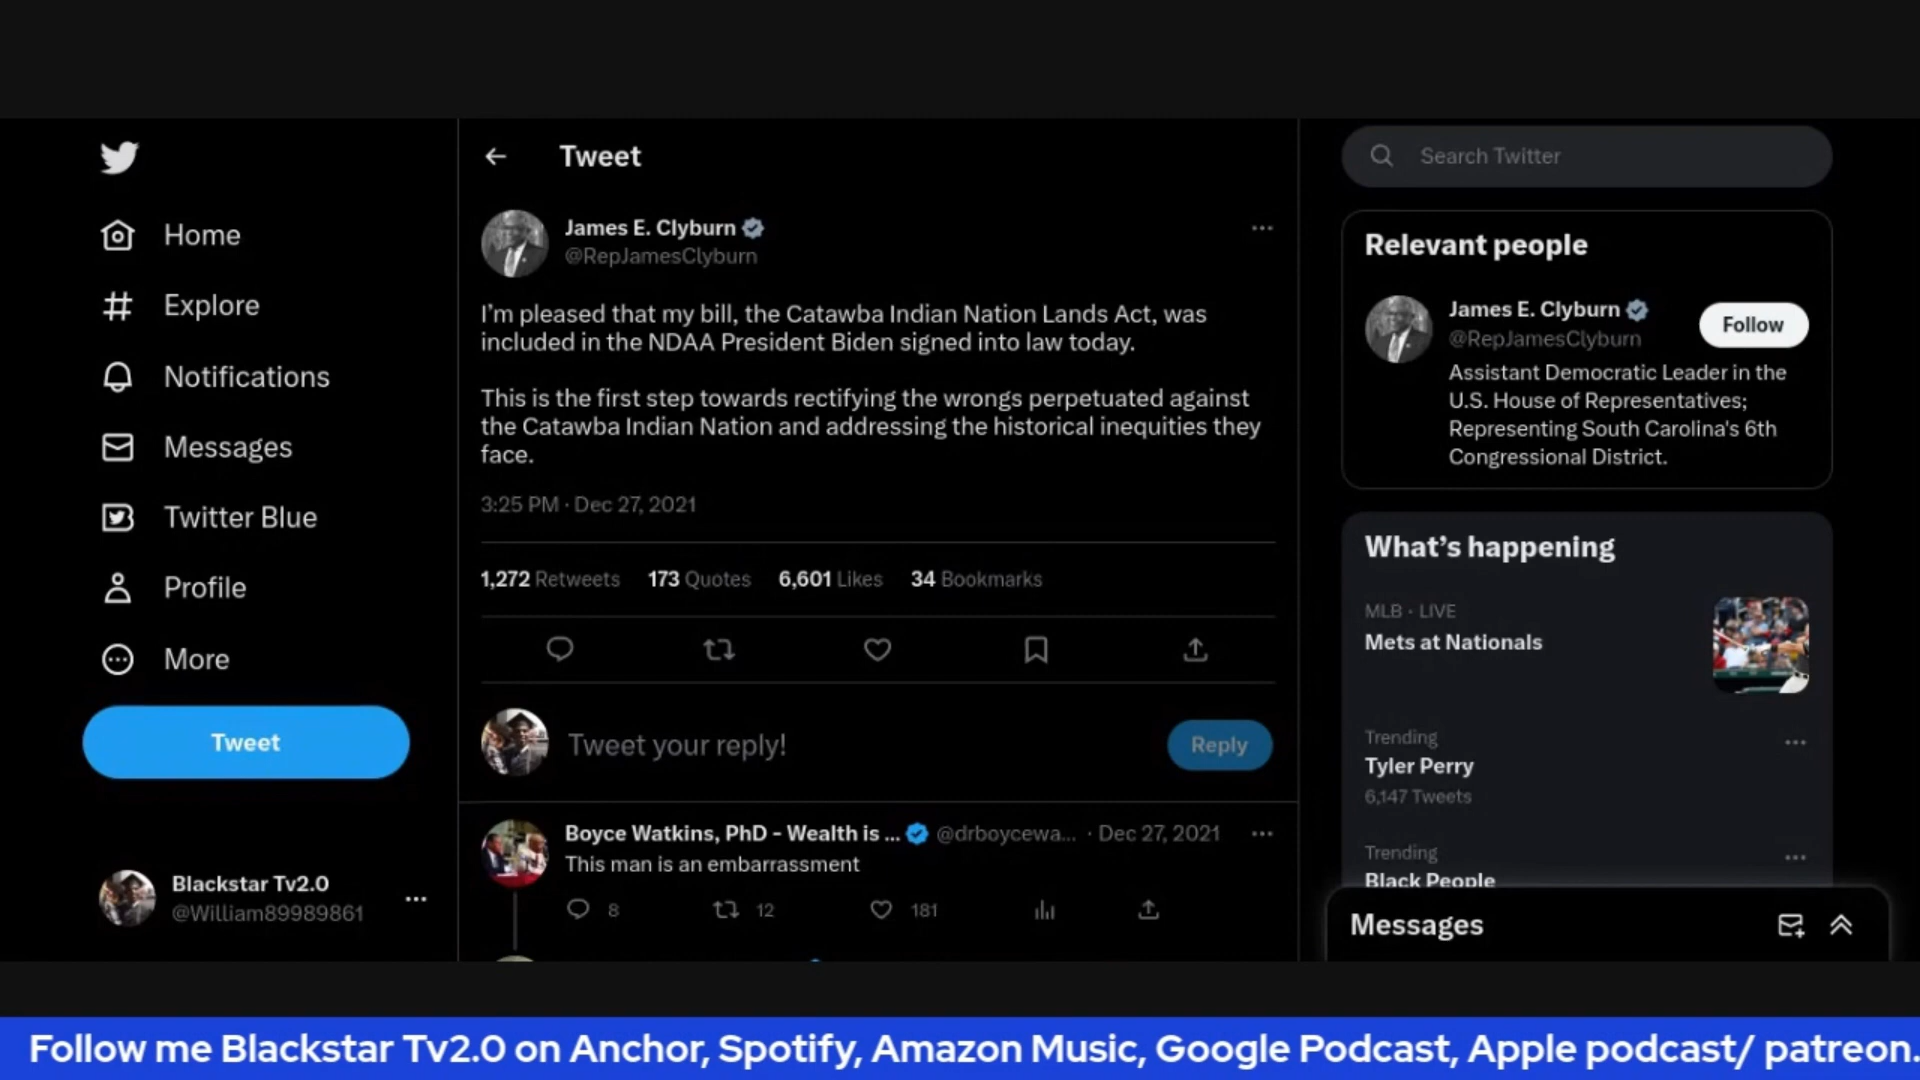 Home
Explore
Notifications
Messages
Twitter Blue
Profile
More
Tweet
Blackstar Tv2.0
@William89989861
Tweet
James E. Clyburn
@RepJamesClyburn
I'm pleased that my bill, the Catawba Indian Nation Lands Act, was
included in the NDAA President Biden signed into law today.
This is the first step towards rectifying the wrongs perpetuated against
the Catawba Indian Nation and addressing the historical inequities they
face.
3:25 PM · Dec 27, 2021
1,272 Retweets 173 Quotes 6,601 Likes 34 Bookmarks
Tweet your reply!
Reply
Boyce Watkins, PhD - Wealth is ... @drboycewa... · Dec 27, 2021
This man is an embarrassment
8 12 181
Search Twitter
Relevant people
James E. Clyburn
@RepJamesClyburn
Follow
Assistant Democratic Leader in the
U.S. House of Representatives;
Representing South Carolina's 6th
Congressional District.
What's happening
MLB · LIVE
Mets at Nationals
Trending
Tyler Perry
6,147 Tweets
Trending
Black People
Messages
Follow me Blackstar Tv2.0 on Anchor, Spotify, Amazon Music, Google Podcast, Apple podcast/ patreon.